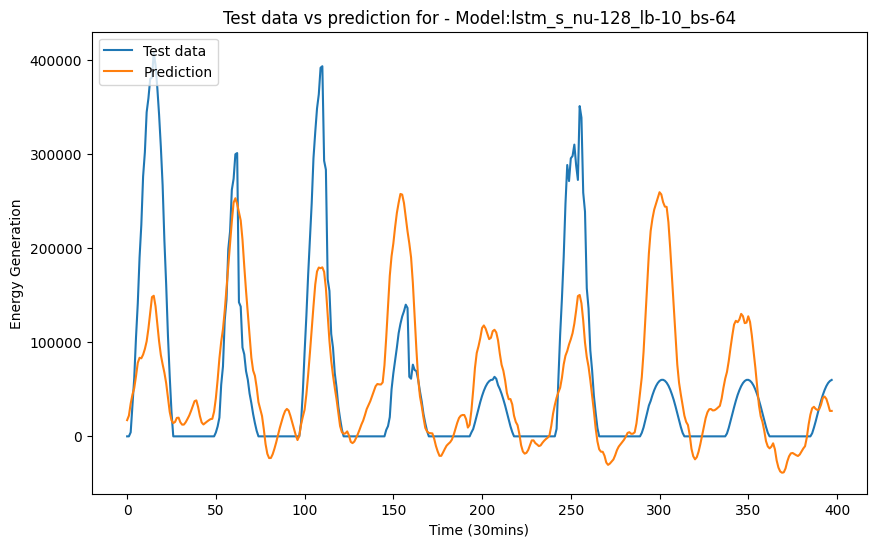 Test data vs prediction for - Model:lstm_s_nu-128_lb-10_bs-64
Test data
Prediction
400000
300000
200000
100000
0
Energy Generation
0 50 100 150 200 250 300 350 400
Time (30mins)